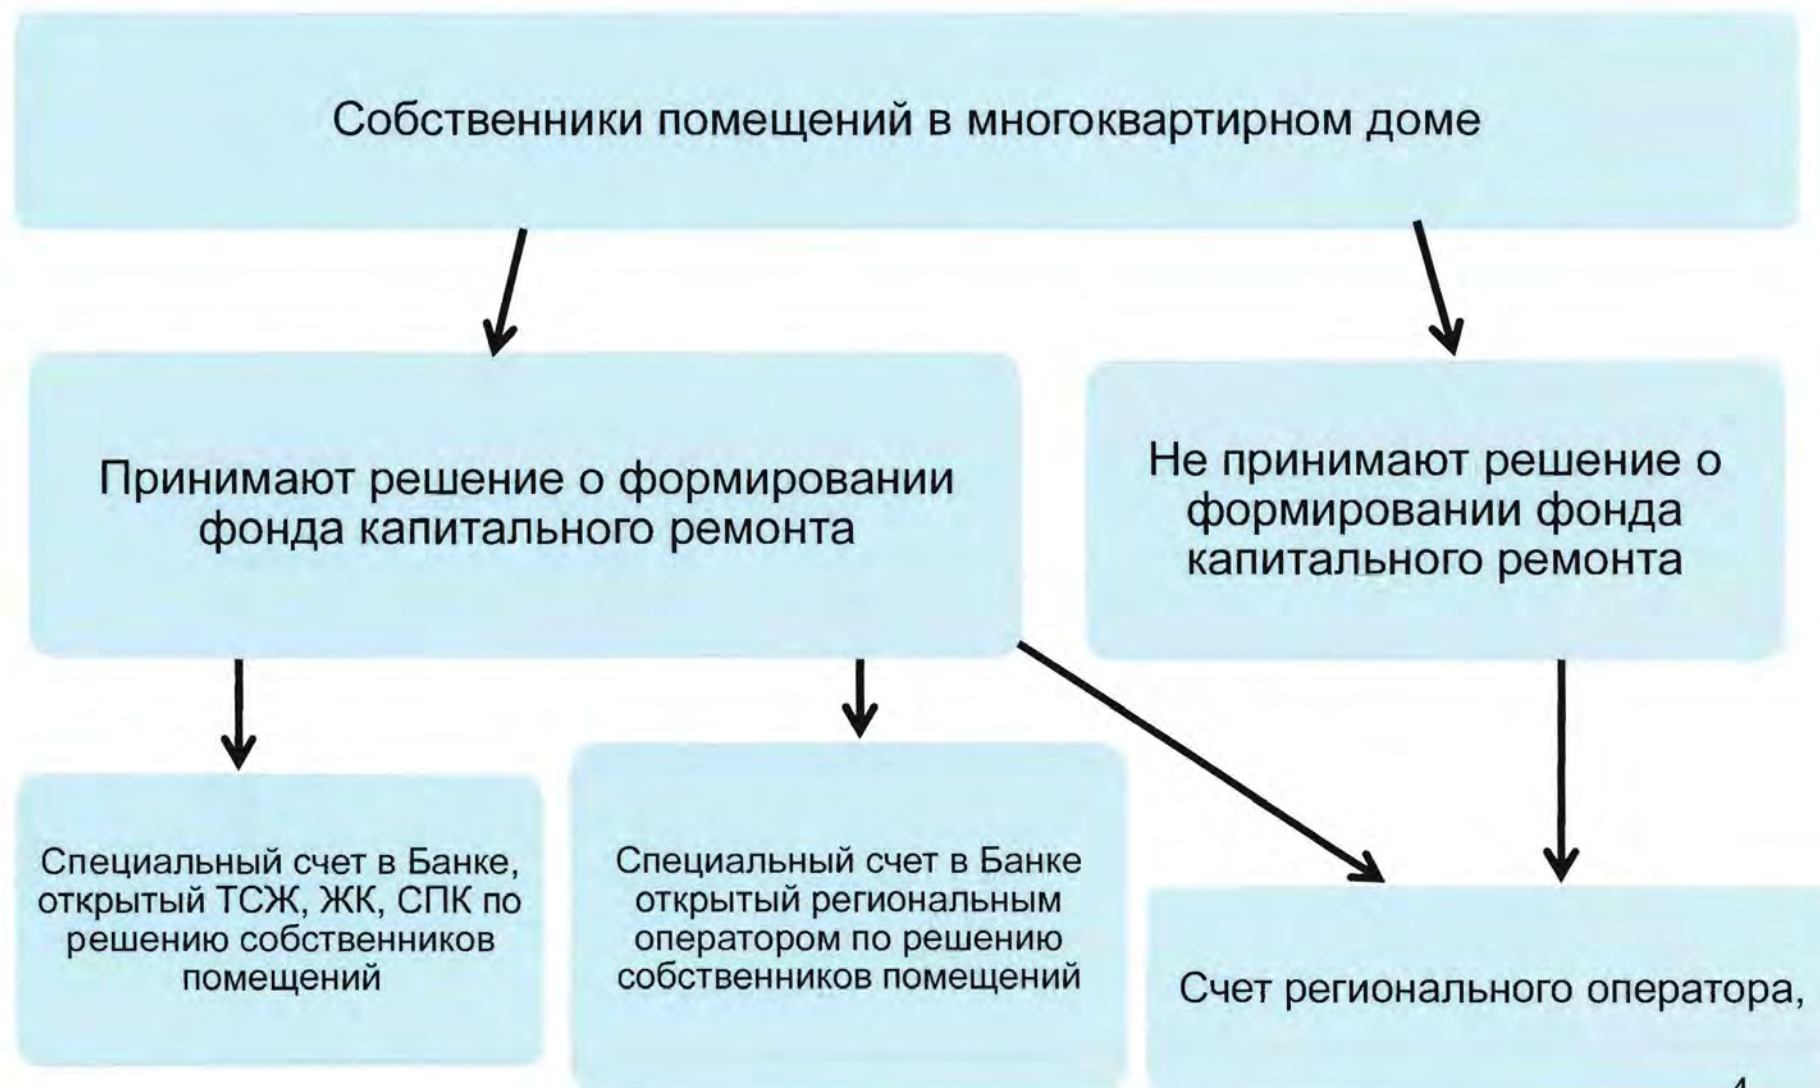 Собственники помещений в многоквартирном доме
Принимают решение о формировании
фонда капитального ремонта
Не принимают решение о
формировании фонда
капитального ремонта
Специальный счет в Банке,
открытый ТСЖ, ЖК, СПК по
решению собственников
помещений
Специальный счет в Банке
открытый региональным
оператором по решению
собственников помещений
Счет регионального оператора,